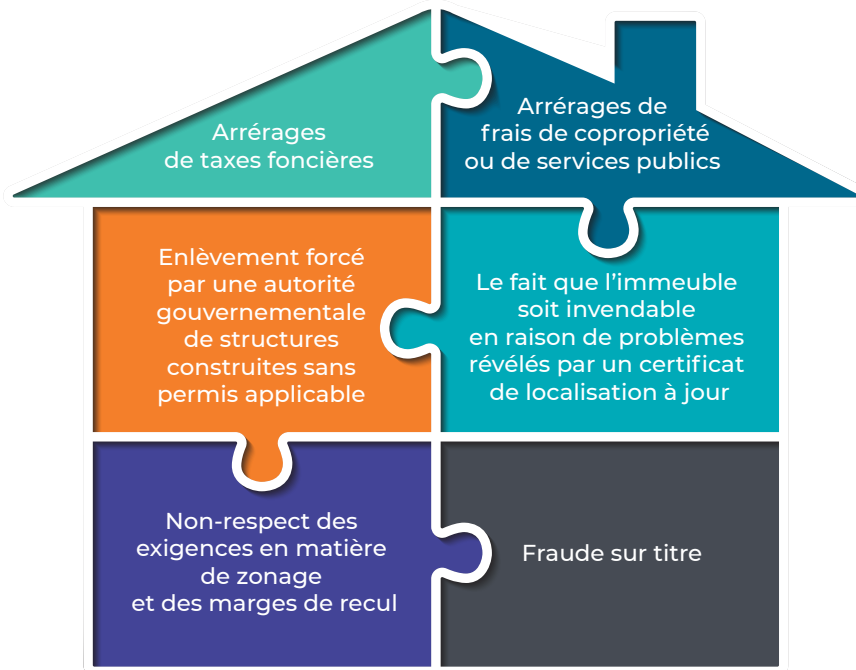 Arrérages
de taxes foncières
Arrérages de
frais de copropriété
ou de services publics
Enlèvement forcé
par une autorité
gouvernementale
de structures
construites sans
permis applicable
Le fait que l’immeuble
soit invendable
en raison de problèmes
révélés par un certificat
de localisation à jour
Non-respect des
exigences en matière
de zonage
et des marges de recul
Fraude sur titre